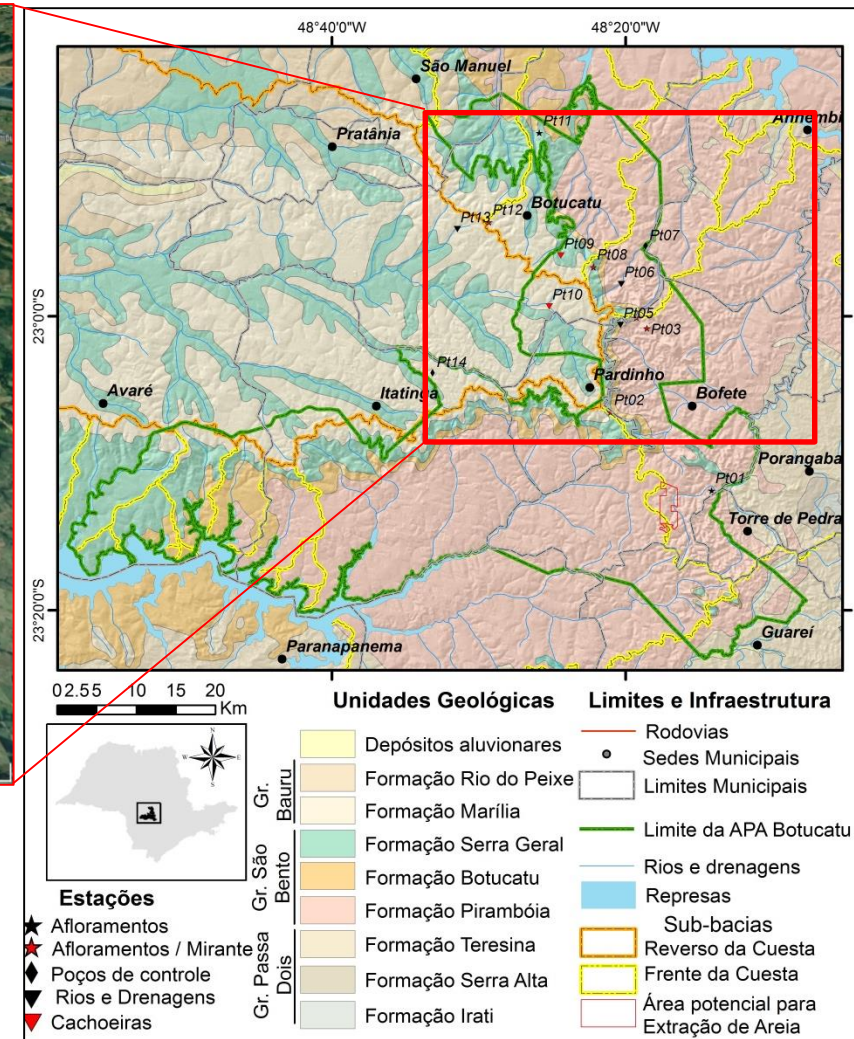 48°40'0"W 48°20'0"W
São Manuel
Pt11
Anhembi
Pratânia
Botucatu
Pt12
Pt13
Pt07
Pt09
Pt08
Pt06
Pt10
23°0'0"S
Pt05
Pt03
Pt14
Pardinho
Avaré
Itatinga
Bofete
Pt02
Porangaba
Pt01
Torre de Pedra
23°20'0"S
Guareí
Paranapanema
0 2.5 5 10 15 20
Km
Unidades Geológicas
Depósitos aluvionares
Gr. Bauru
Formação Rio do Peixe
Formação Marília
Gr. São Bento
Formação Serra Geral
Formação Botucatu
Formação Pirambóia
Gr. Passa Dois
Formação Teresina
Formação Serra Alta
Formação Irati
Limites e Infraestrutura
Rodovias
Sedes Municipais
Limites Municipais
Limite da APA Botucatu
Rios e drenagens
Represas
Sub-bacias
Reverso da Cuesta
Frente da Cuesta
Área potencial para
Extração de Areia
N
W E
S
Estações
Afloramentos
Afloramentos / Mirante
Poços de controle
Rios e Drenagens
Cachoeiras